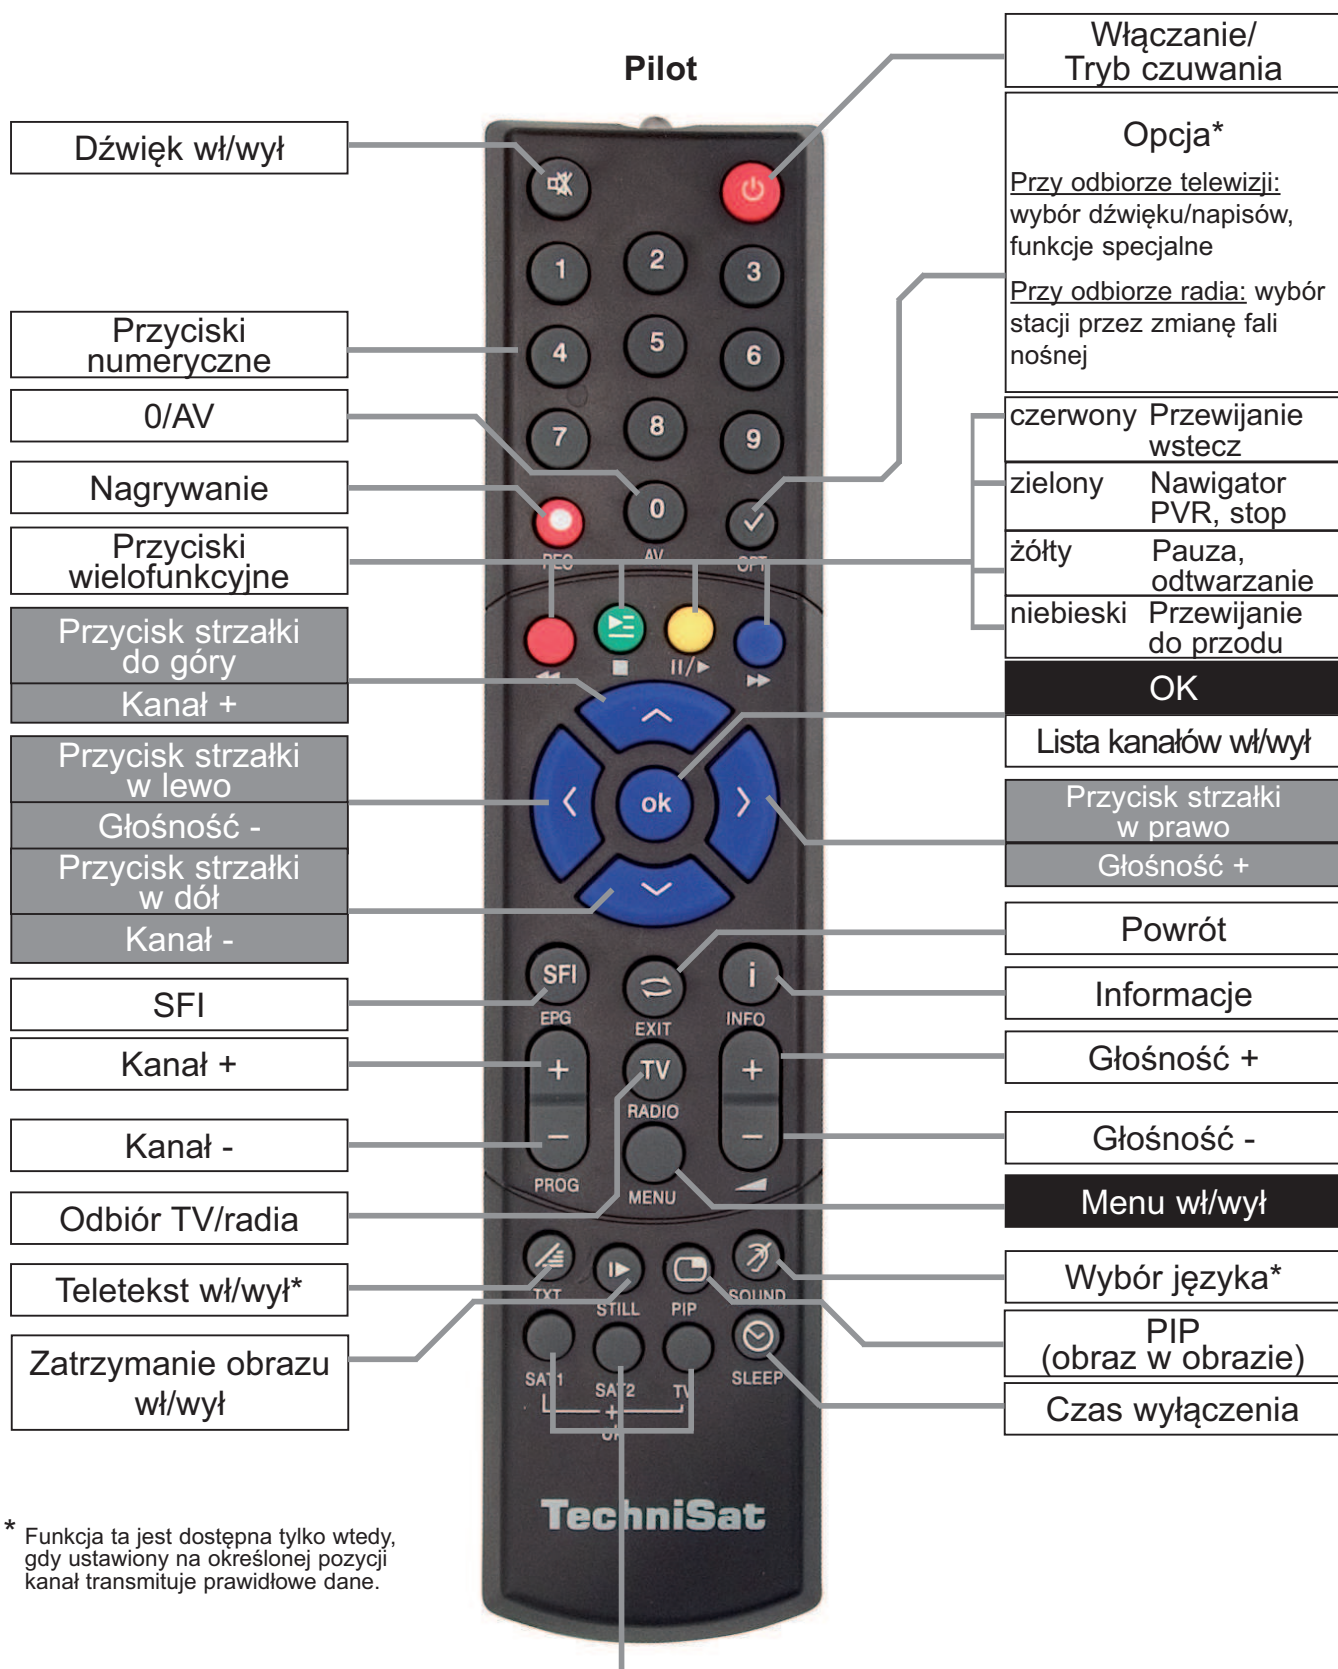 Pilot
Włączanie/
Tryb czuwania
Dźwięk wł/wył
Opcja*
Przy odbiorze telewizji:
wybór dźwięku/napisów,
funkcje specjalne
Przy odbiorze radia: wybór
stacji przez zmianę fali
nośnej
Przyciski
numeryczne
0/AV
Nagrywanie
Przyciski
wielofunkcyjne
czerwony Przewijanie
wstecz
zielony Nawigator
PVR, stop
żółty Pauza,
odtwarzanie
niebieski Przewijanie
do przodu
Przycisk strzałki
do góry
Kanał +
Przycisk strzałki
w lewo
Głośność -
Przycisk strzałki
w dół
Kanał -
OK
Lista kanałów wł/wył
Przycisk strzałki
w prawo
Głośność +
SFI
Kanał +
Kanał -
Odbiór TV/radia
Teletekst wł/wył*
Zatrzymanie obrazu
wł/wył
Powrót
Informacje
Głośność +
Głośność -
Menu wł/wył
Wybór języka*
PIP
(obraz w obrazie)
Czas wyłączenia
1 2 3
4 5 6
7 8 9
0
REC AV OPT
ok
SFI i
EPG EXIT INFO
+ TV +
RADIO
- -
PROG MENU
TXT STILL PIP SOUND
SAT1 SAT2 TV SLEEP
+
OK
TechniSat
* Funkcja ta jest dostępna tylko wtedy,
gdy ustawiony na określonej pozycji
kanał transmituje prawidłowe dane.